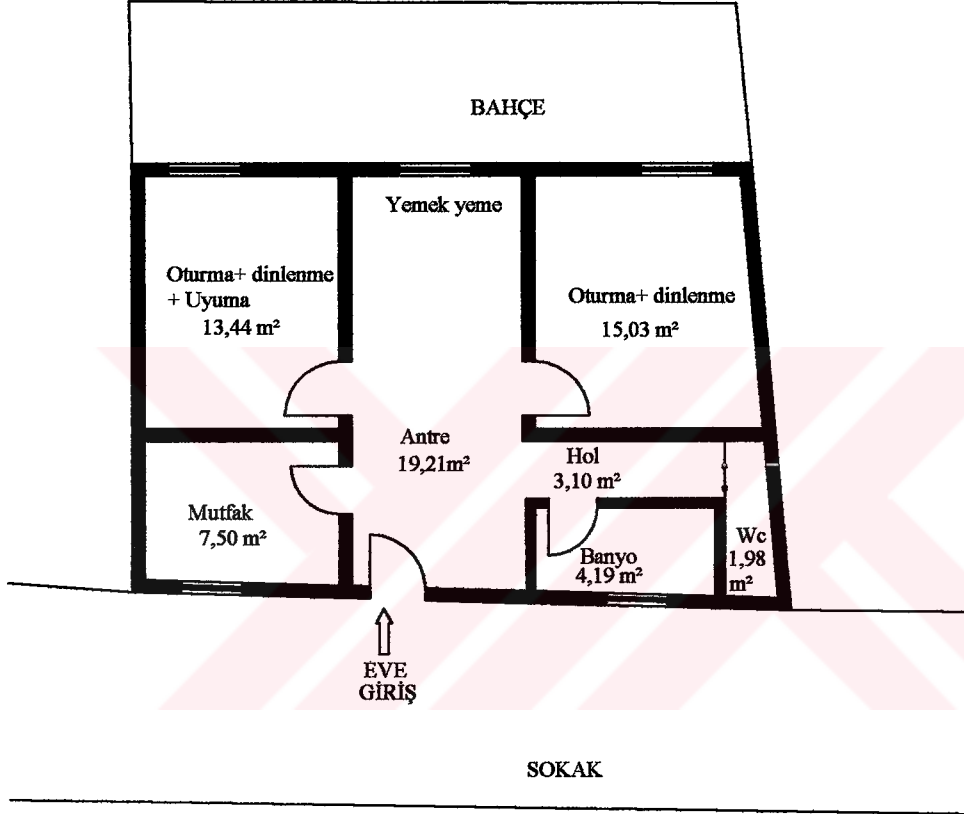 BAHÇE
Yemek yeme
Oturma+ dinlenme
+ Uyuma
13,44 m²
Oturma+ dinlenme
15,03 m²
Antre
19,21m²
Hol
3,10 m²
Mutfak
7,50 m²
Banyo
4,19 m²
Wc
1,98
m²
EVE
GİRİŞ
SOKAK